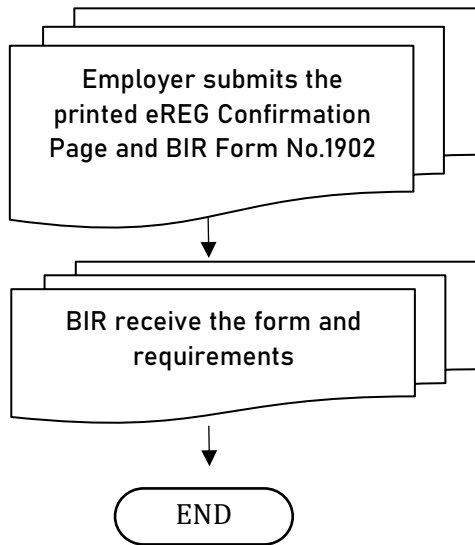 Employer submits the
printed eREG Confirmation
Page and BIR Form No.1902
BIR receive the form and
requirements
END